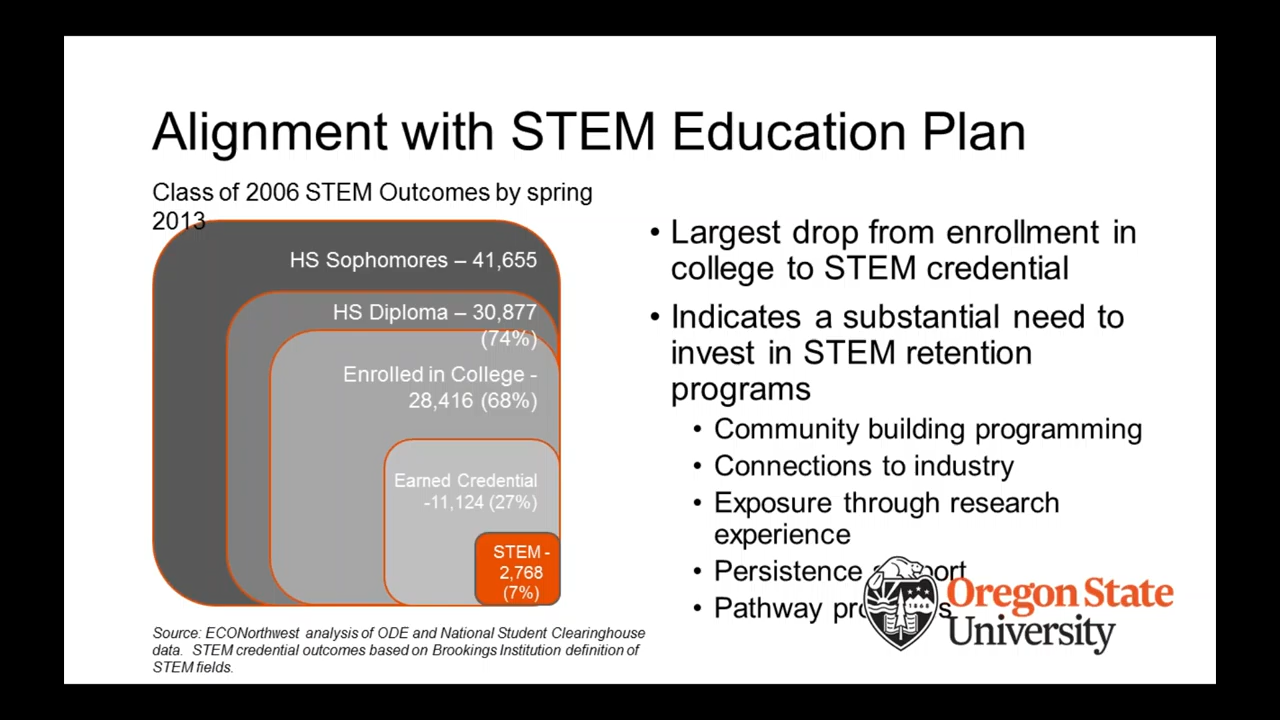 Alignment with STEM Education Plan
Class of 2006 STEM Outcomes by spring
2013
HS Sophomores – 41,655
HS Diploma – 30,877
(74%)
Enrolled in College -
28,416 (68%)
Earned Credential
-11,124 (27%)
STEM -
2,768
(7%)
Source: ECONorthwest analysis of ODE and National Student Clearinghouse
data. STEM credential outcomes based on Brookings Institution definition of
STEM fields.
• Largest drop from enrollment in
college to STEM credential
• Indicates a substantial need to
invest in STEM retention
programs
• Community building programming
• Connections to industry
• Exposure through research
experience
• Persistence
• Pathway
1868
Oregon State
University